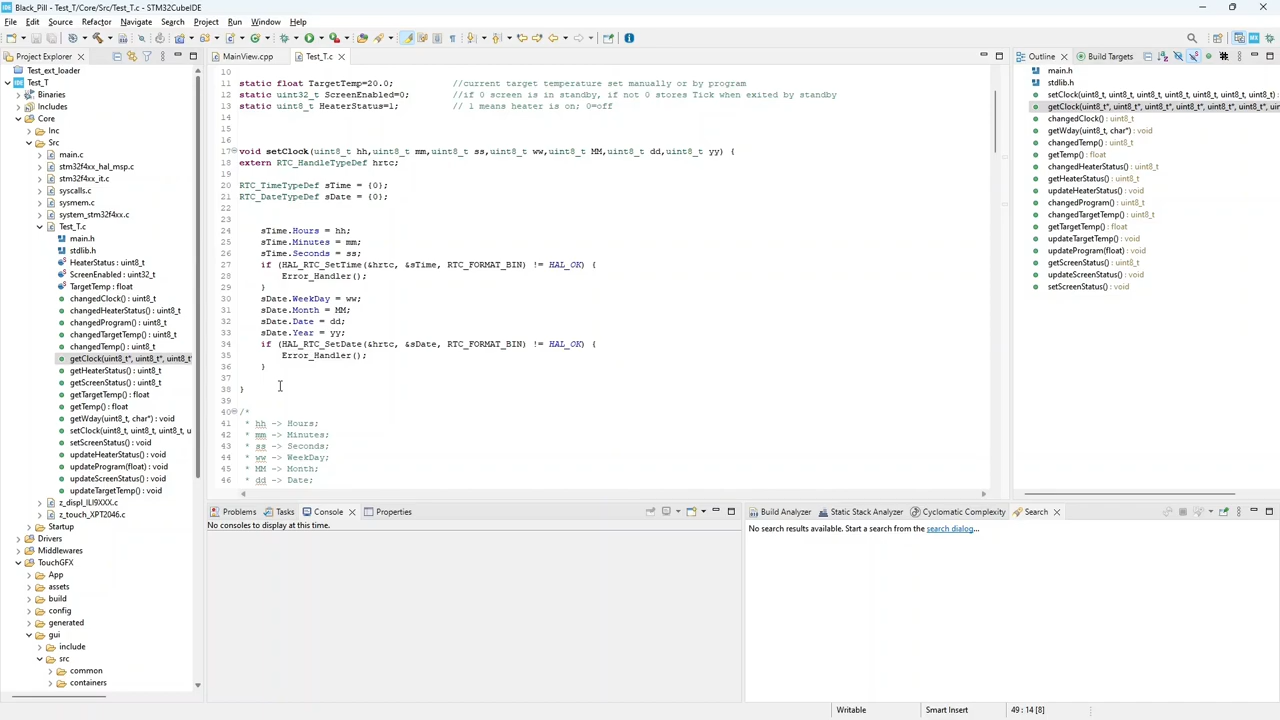 Black_Pill - Test_T/Core/Src/Test_T.c - STM32CubeIDE
File Edit Source Refactor Navigate Search Project Run Window Help
Project Explorer
Test_ext_loader
Test_T
Binaries
Includes
Core
Inc
Src
main.c
stm32f4xx_hal_msp.c
stm32f4xx_it.c
syscalls.c
sysmem.c
system_stm32f4xx.c
Test_T.c
main.h
stdlib.h
HeaterStatus : uint8_t
ScreenEnabled : uint32_t
TargetTemp : float
changedClock() : uint8_t
changedHeaterStatus() : uint8_t
changedProgram() : uint8_t
changedTargetTemp() : uint8_t
changedTemp() : uint8_t
getClock(uint8_t*, uint8_t*, uint8_t*
getHeaterStatus() : uint8_t
getScreenStatus() : uint8_t
getTargetTemp() : float
getTemp() : float
getWday(uint8_t, char*) : void
setClock(uint8_t, uint8_t, uint8_t, u
setScreenStatus() : void
updateHeaterStatus() : void
updateProgram(float) : void
updateScreenStatus() : void
updateTargetTemp() : void
z_displ_ILI9XXX.c
z_touch_XPT2046.c
Startup
Drivers
Middlewares
TouchGFX
App
assets
build
config
generated
gui
include
src
common
containers
MainView.cpp Test_T.c
10
11 static float TargetTemp=20.0; //current target temperature set manually or by program
12 static uint32_t ScreenEnabled=0; //if 0 screen is in standby, if not 0 stores Tick when exited by standby
13 static uint8_t HeaterStatus=1; // 1 means heater is on; 0=off
14
15
16
17 void setClock(uint8_t hh,uint8_t mm,uint8_t ss,uint8_t ww,uint8_t MM,uint8_t dd,uint8_t yy) {
18 extern RTC_HandleTypeDef hrtc;
19
20 RTC_TimeTypeDef sTime = {0};
21 RTC_DateTypeDef sDate = {0};
22
23
24 sTime.Hours = hh;
25 sTime.Minutes = mm;
26 sTime.Seconds = ss;
27 if (HAL_RTC_SetTime(&hrtc, &sTime, RTC_FORMAT_BIN) != HAL_OK) {
28 Error_Handler();
29 }
30 sDate.WeekDay = ww;
31 sDate.Month = MM;
32 sDate.Date = dd;
33 sDate.Year = yy;
34 if (HAL_RTC_SetDate(&hrtc, &sDate, RTC_FORMAT_BIN) != HAL_OK) {
35 Error_Handler();
36 }
37
38 }
39
40 /*
41 * hh -> Hours;
42 * mm -> Minutes;
43 * ss -> Seconds;
44 * ww -> WeekDay;
45 * MM -> Month;
46 * dd -> Date;
Outline Build Targets
main.h
stdlib.h
setClock(uint8_t, uint8_t, uint8_t, uint8_t, uint8_t, uint8_t, uint8_t)
getClock(uint8_t*, uint8_t*, uint8_t*, uint8_t*, uint8_t*, uint8_t*, uin
changedClock() : uint8_t
getWday(uint8_t, char*) : void
changedTemp() : uint8_t
getTemp() : float
changedHeaterStatus() : uint8_t
getHeaterStatus() : uint8_t
updateHeaterStatus() : void
changedProgram() : uint8_t
changedTargetTemp() : uint8_t
getTargetTemp() : float
updateTargetTemp() : void
updateProgram(float) : void
getScreenStatus() : uint8_t
updateScreenStatus() : void
setScreenStatus() : void
Problems Tasks Console Properties
No consoles to display at this time.
Build Analyzer Static Stack Analyzer Cyclomatic Complexity Search
No search results available. Start a search from the search dialog...
Writable Smart Insert 49 : 14 [8]